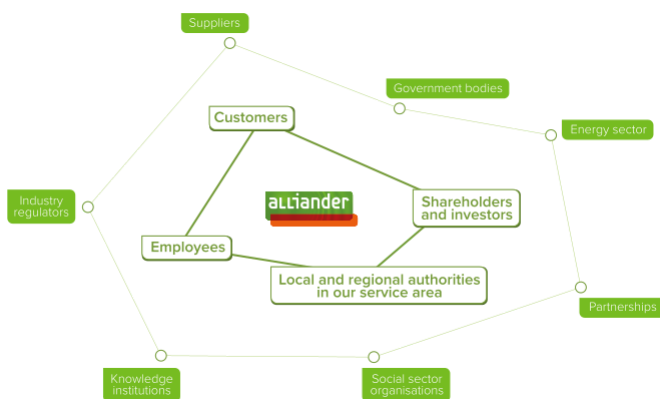 Suppliers
Government bodies
Customers
Energy sector
Industry
regulators
alliander
Shareholders
and investors
Employees
Local and regional authorities
in our service area
Partnerships
Knowledge
institutions
Social sector
organisations